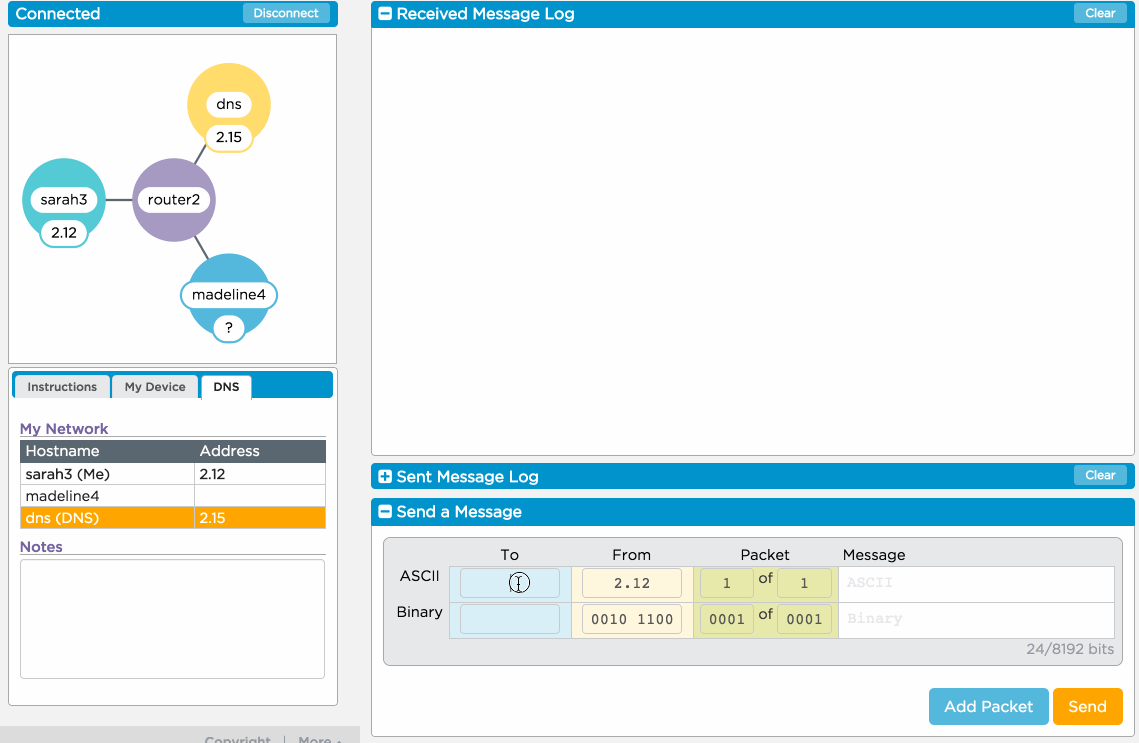 Connected
Disconnect
dns
2.15
sarah3
2.12
router2
madeline4
?
Instructions
My Device
DNS
My Network
Hostname Address
sarah3 (Me) 2.12
madeline4
dns (DNS) 2.15
Notes
Copyright | More
Received Message Log
Clear
Sent Message Log
Clear
Send a Message
To From Packet Message
ASCII 2.12 1 of 1 ASCII
Binary 0010 1100 0001 of 0001 Binary
24/8192 bits
Add Packet
Send